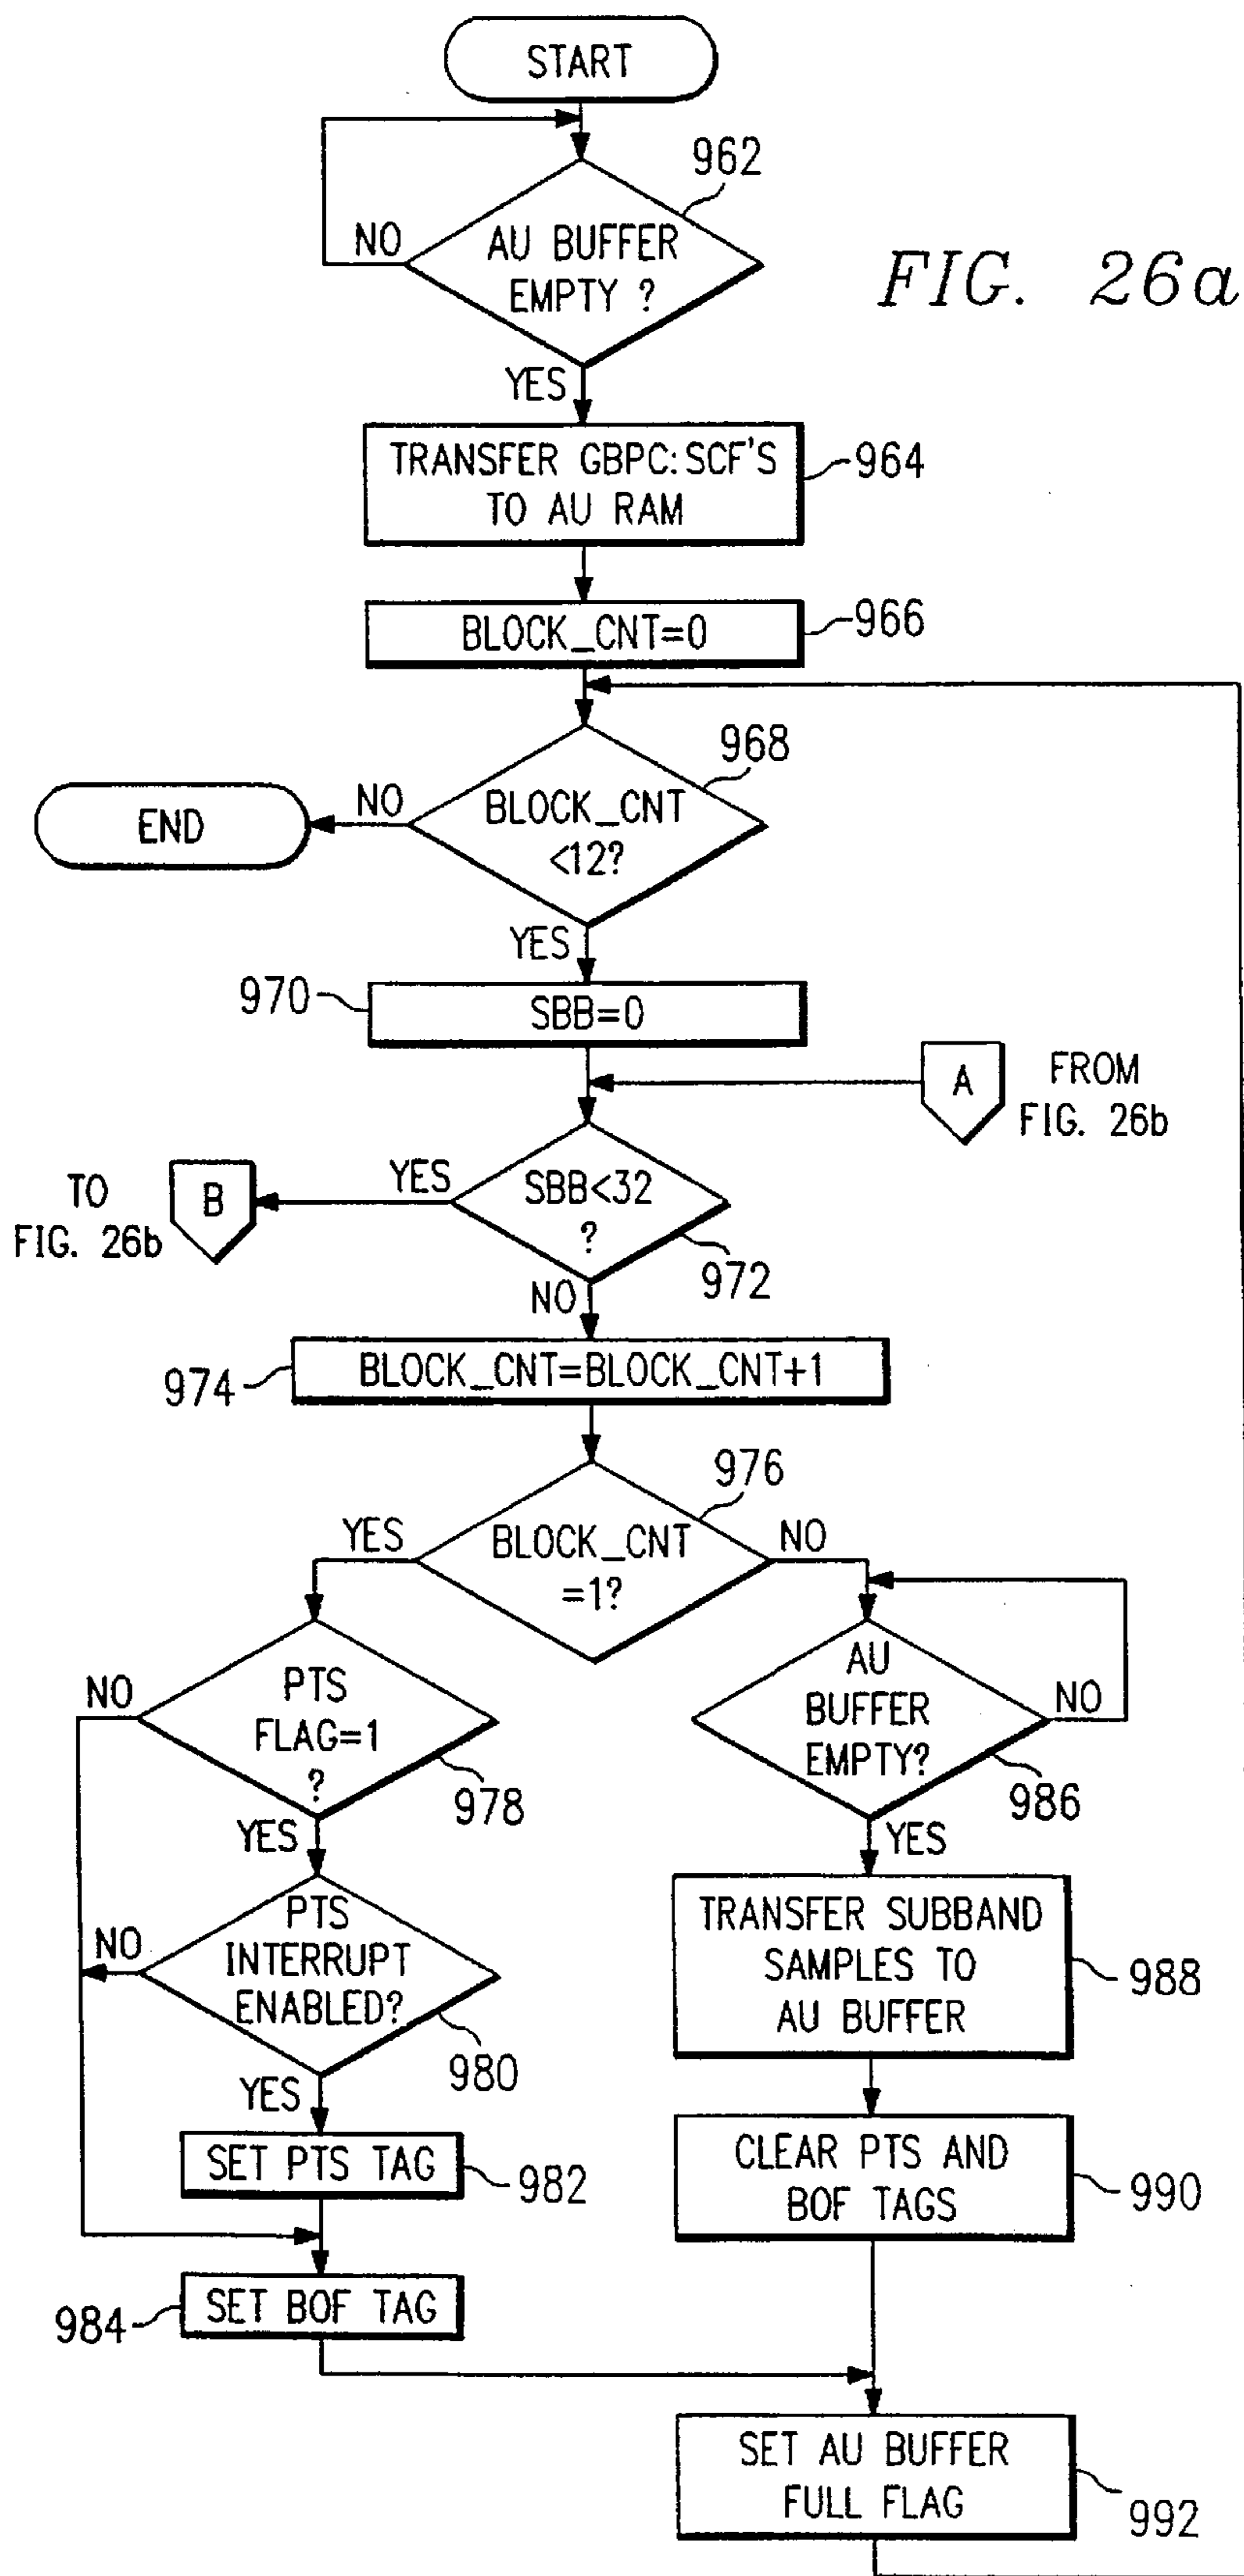 START
962
NO
AU BUFFER
EMPTY ?
FIG. 26a
YES
TRANSFER GBPC:SCF'S
TO AU RAM
964
BLOCK_CNT=0
966
968
END
NO
BLOCK_CNT
<12?
YES
970
SBB=0
A
FROM
FIG. 26b
TO
FIG. 26b
B
YES
SBB<32
?
972
NO
974
BLOCK_CNT=BLOCK_CNT+1
976
YES
BLOCK_CNT
=1?
NO
NO
PTS
FLAG=1
?
978
AU
BUFFER
EMPTY?
NO
986
YES
YES
NO
PTS
INTERRUPT
ENABLED?
980
TRANSFER SUBBAND
SAMPLES TO
AU BUFFER
988
YES
SET PTS TAG
982
CLEAR PTS AND
BOF TAGS
990
984
SET BOF TAG
SET AU BUFFER
FULL FLAG
992